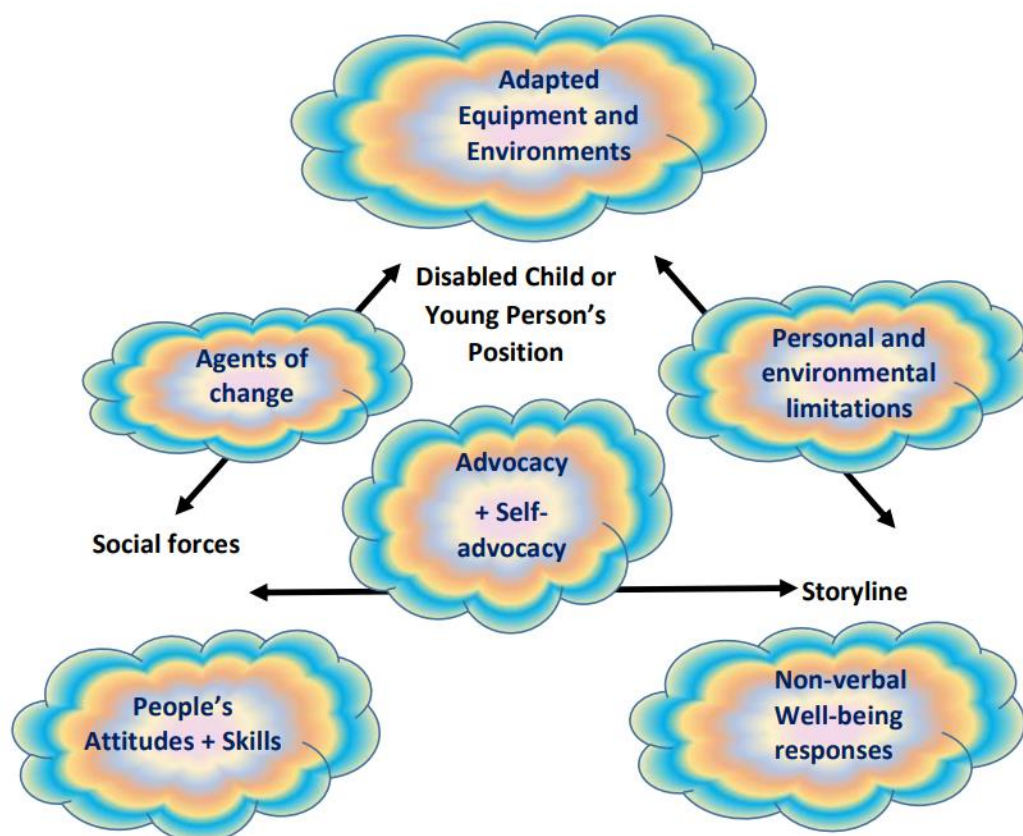 Adapted
Equipment and
Environments
Disabled Child or
Young Person’s
Position
Agents of
change
Personal and
environmental
limitations
Advocacy
+ Self-
advocacy
Social forces
Storyline
People’s
Attitudes + Skills
Non-verbal
Well-being
responses